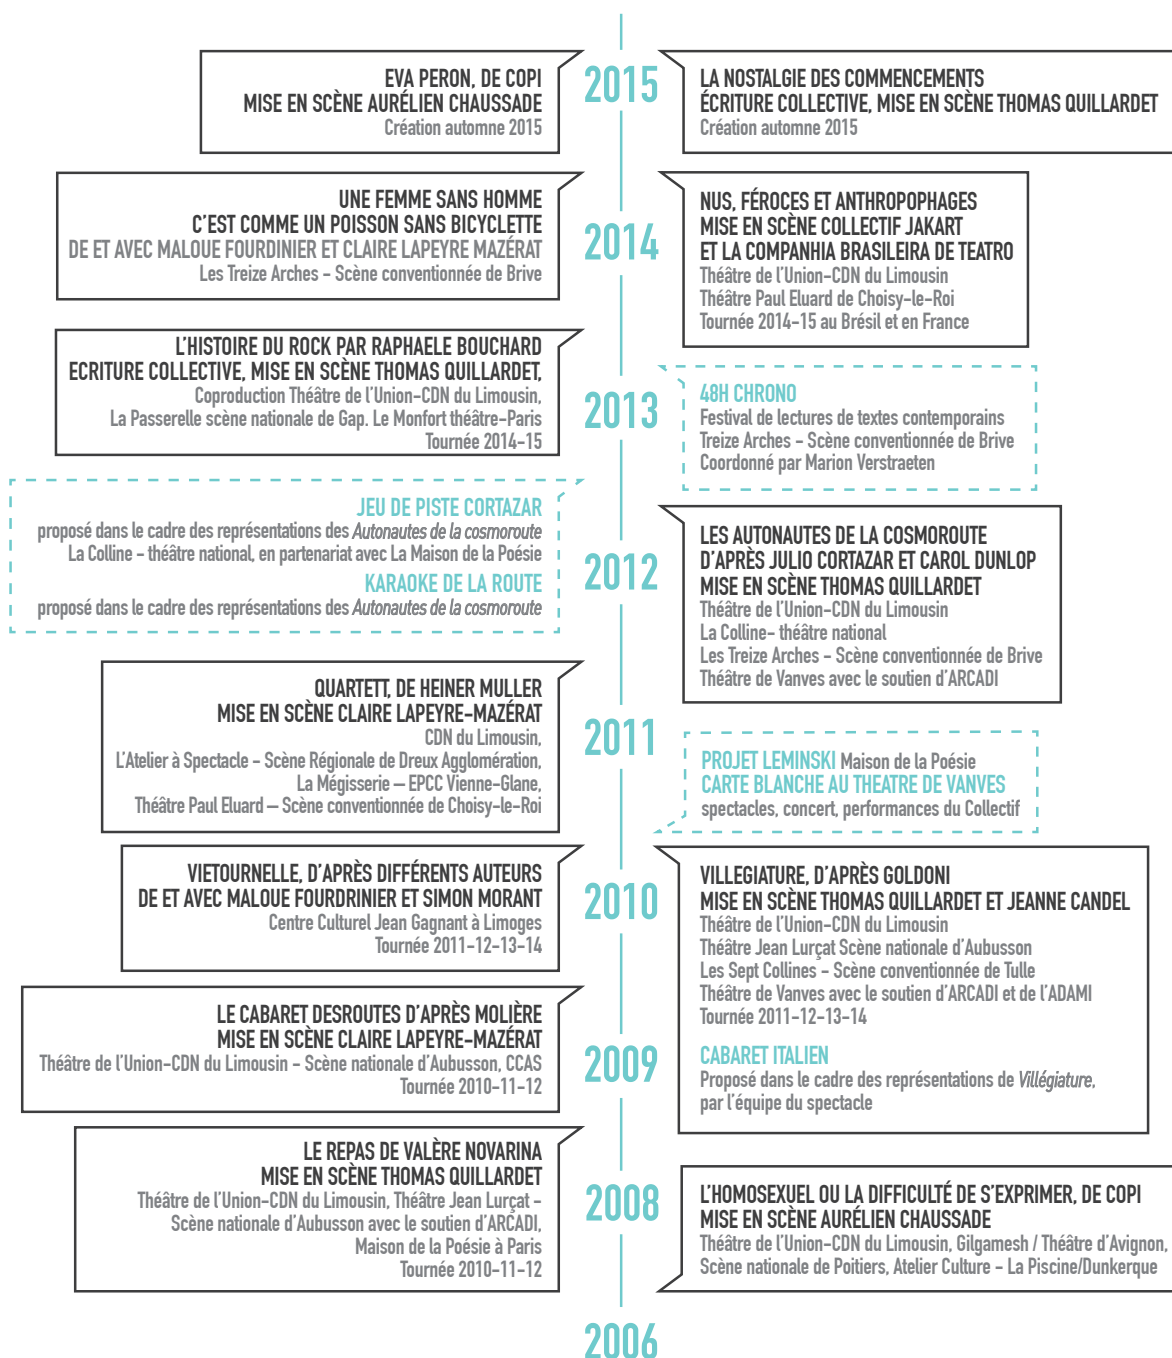 2015
EVA PERON, DE COPI
MISE EN SCÈNE AURÉLIEN CHAUSSADE
Création automne 2015
LA NOSTALGIE DES COMMENCEMENTS
ÉCRITURE COLLECTIVE, MISE EN SCÈNE THOMAS QUILLARDET
Création automne 2015
2014
UNE FEMME SANS HOMME
C'EST COMME UN POISSON SANS BICYCLETTE
DE ET AVEC MALOUE FOURDINIER ET CLAIRE LAPEYRE MAZÉRAT
Les Treize Arches - Scène conventionnée de Brive
NUS, FÉROCES ET ANTHROPOPHAGES
MISE EN SCÈNE COLLECTIF JAKART
ET LA COMPANHIA BRASILEIRA DE TEATRO
Théâtre de l'Union-CDN du Limousin
Théâtre Paul Eluard de Choisy-le-Roi
Tournée 2014-15 au Brésil et en France
2013
L'HISTOIRE DU ROCK PAR RAPHAELE BOUCHARD
ECRITURE COLLECTIVE, MISE EN SCÈNE THOMAS QUILLARDET,
Coproduction Théâtre de l'Union-CDN du Limousin,
La Passerelle scène nationale de Gap. Le Monfort théâtre-Paris
Tournée 2014-15
48H CHRONO
Festival de lectures de textes contemporains
Treize Arches - Scène conventionnée de Brive
Coordonné par Marion Verstraeten
2012
JEU DE PISTE CORTAZAR
proposé dans le cadre des représentations des Autonautes de la cosmoroute
La Colline - théâtre national, en partenariat avec La Maison de la Poésie
KARAOKE DE LA ROUTE
proposé dans le cadre des représentations des Autonautes de la cosmoroute
LES AUTONAUTES DE LA COSMOROUTE
D'APRÈS JULIO CORTAZAR ET CAROL DUNLOP
MISE EN SCÈNE THOMAS QUILLARDET
Théâtre de l'Union-CDN du Limousin
La Colline- théâtre national
Les Treize Arches - Scène conventionnée de Brive
Théâtre de Vanves avec le soutien d'ARCADI
2011
QUARTETT, DE HEINER MULLER
MISE EN SCÈNE CLAIRE LAPEYRE-MAZÉRAT
CDN du Limousin,
L'Atelier à Spectacle - Scène Régionale de Dreux Agglomération,
La Mégisserie – EPCC Vienne-Glane,
Théâtre Paul Eluard – Scène conventionnée de Choisy-le-Roi
PROJET LEMINSKI Maison de la Poésie
CARTE BLANCHE AU THEATRE DE VANVES
spectacles, concert, performances du Collectif
2010
VIETOURNELLE, D'APRÈS DIFFÉRENTS AUTEURS
DE ET AVEC MALOUE FOURDRINIER ET SIMON MORANT
Centre Culturel Jean Gagnant à Limoges
Tournée 2011-12-13-14
VILLEGIATURE, D'APRÈS GOLDONI
MISE EN SCÈNE THOMAS QUILLARDET ET JEANNE CANDEL
Théâtre de l'Union-CDN du Limousin
Théâtre Jean Lurçat Scène nationale d'Aubusson
Les Sept Collines - Scène conventionnée de Tulle
Théâtre de Vanves avec le soutien d'ARCADI et de l'ADAMI
Tournée 2011-12-13-14
CABARET ITALIEN
Proposé dans le cadre des représentations de Villégiature,
par l'équipe du spectacle
2009
LE CABARET DESROUTES D'APRÈS MOLIÈRE
MISE EN SCÈNE CLAIRE LAPEYRE-MAZÉRAT
Théâtre de l'Union-CDN du Limousin - Scène nationale d'Aubusson, CCAS
Tournée 2010-11-12
2008
LE REPAS DE VALÈRE NOVARINA
MISE EN SCÈNE THOMAS QUILLARDET
Théâtre de l'Union-CDN du Limousin, Théâtre Jean Lurçat -
Scène nationale d'Aubusson avec le soutien d'ARCADI,
Maison de la Poésie à Paris
Tournée 2010-11-12
L'HOMOSEXUEL OU LA DIFFICULTÉ DE S'EXPRIMER, DE COPI
MISE EN SCÈNE AURÉLIEN CHAUSSADE
Théâtre de l'Union-CDN du Limousin, Gilgamesh / Théâtre d'Avignon,
Scène nationale de Poitiers, Atelier Culture - La Piscine/Dunkerque
2006